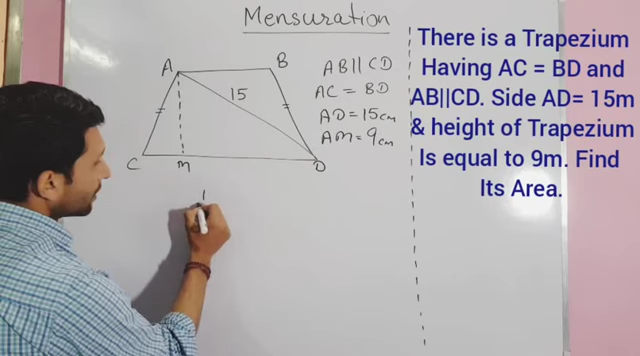 Mensuration
A
B
15
C
M
D
AB||CD
AC = BD
AD = 15cm
AM = 9cm
There is a Trapezium
Having AC = BD and
AB||CD. Side AD= 15m
& height of Trapezium
Is equal to 9m. Find
Its Area.